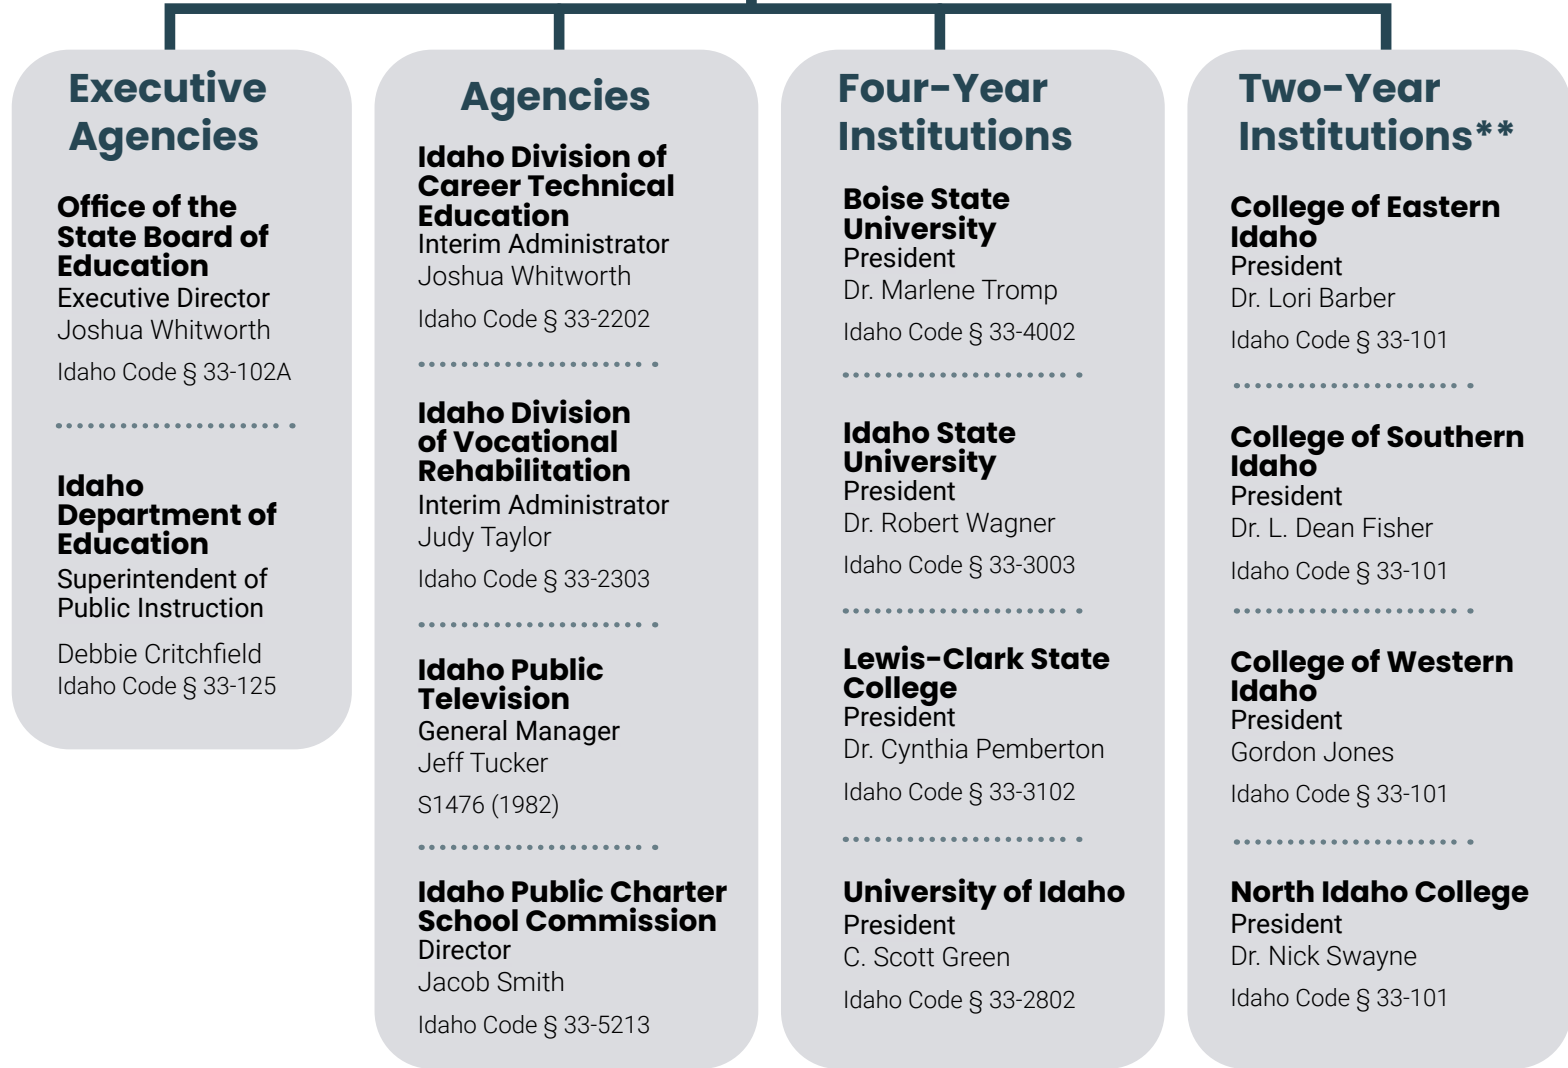 Executive
Agencies
Office of the
State Board of
Education
Executive Director
Joshua Whitworth
Idaho Code § 33-102A
Idaho
Department of
Education
Superintendent of
Public Instruction
Debbie Critchfield
Idaho Code § 33-125
Agencies
Idaho Division of
Career Technical
Education
Interim Administrator
Joshua Whitworth
Idaho Code § 33-2202
Idaho Division
of Vocational
Rehabilitation
Interim Administrator
Judy Taylor
Idaho Code § 33-2303
Idaho Public
Television
General Manager
Jeff Tucker
S1476 (1982)
Idaho Public Charter
School Commission
Director
Jacob Smith
Idaho Code § 33-5213
Four-Year
Institutions
Boise State
University
President
Dr. Marlene Tromp
Idaho Code § 33-4002
Idaho State
University
President
Dr. Robert Wagner
Idaho Code § 33-3003
Lewis-Clark State
College
President
Dr. Cynthia Pemberton
Idaho Code § 33-3102
University of Idaho
President
C. Scott Green
Idaho Code § 33-2802
Two-Year
Institutions**
College of Eastern
Idaho
President
Dr. Lori Barber
Idaho Code § 33-101
College of Southern
Idaho
President
Dr. L. Dean Fisher
Idaho Code § 33-101
College of Western
Idaho
President
Gordon Jones
Idaho Code § 33-101
North Idaho College
President
Dr. Nick Swayne
Idaho Code § 33-101